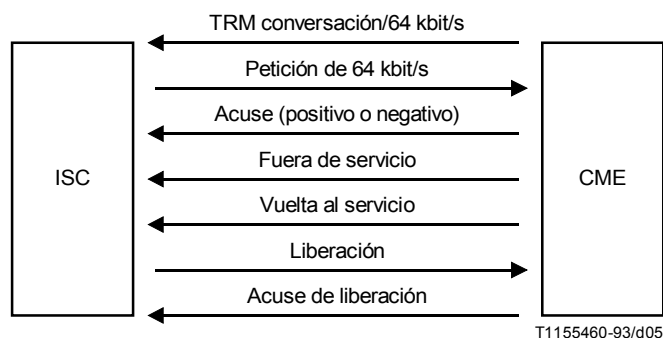 TRM conversación/64 kbit/s
Petición de 64 kbit/s
Acuse (positivo o negativo)
Fuera de servicio
ISC
CME
Vuelta al servicio
Liberación
Acuse de liberación
T1155460-93/d05